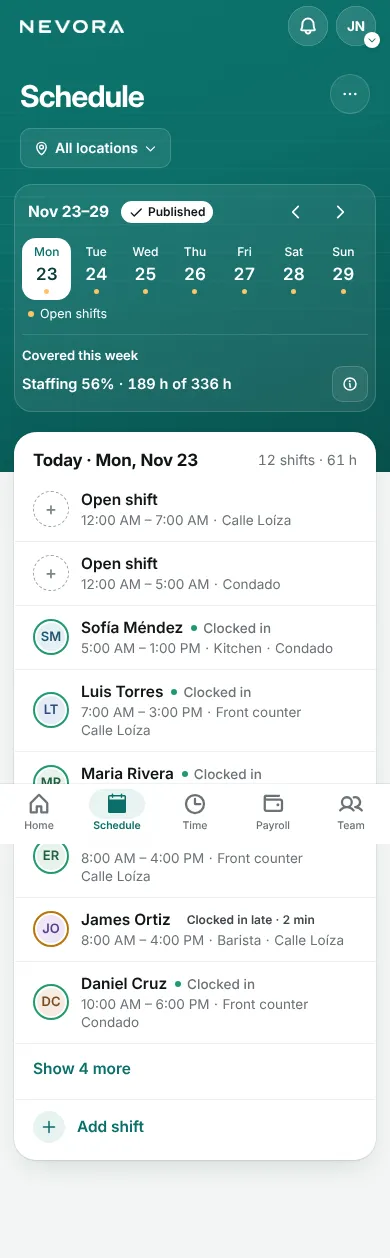 NEVORA
JN
Schedule
All locations
Nov 23–29
Published
Mon Tue Wed Thu Fri Sat Sun
23 24 25 26 27 28 29
Open shifts
Covered this week
Staffing 56% · 189 h of 336 h
Today · Mon, Nov 23
12 shifts · 61 h
Open shift
12:00 AM – 7:00 AM · Calle Loíza
Open shift
12:00 AM – 5:00 AM · Condado
SM
Sofía Méndez
Clocked in
5:00 AM – 1:00 PM · Kitchen · Condado
LT
Luis Torres
Clocked in
7:00 AM – 3:00 PM · Front counter
Calle Loíza
MR
Maria Rivera
Clocked in
Home Schedule Time Payroll Team
ER
8:00 AM – 4:00 PM · Front counter
Calle Loíza
JO
James Ortiz
Clocked in late · 2 min
8:00 AM – 4:00 PM · Barista · Calle Loíza
DC
Daniel Cruz
Clocked in
10:00 AM – 6:00 PM · Front counter
Condado
Show 4 more
Add shift